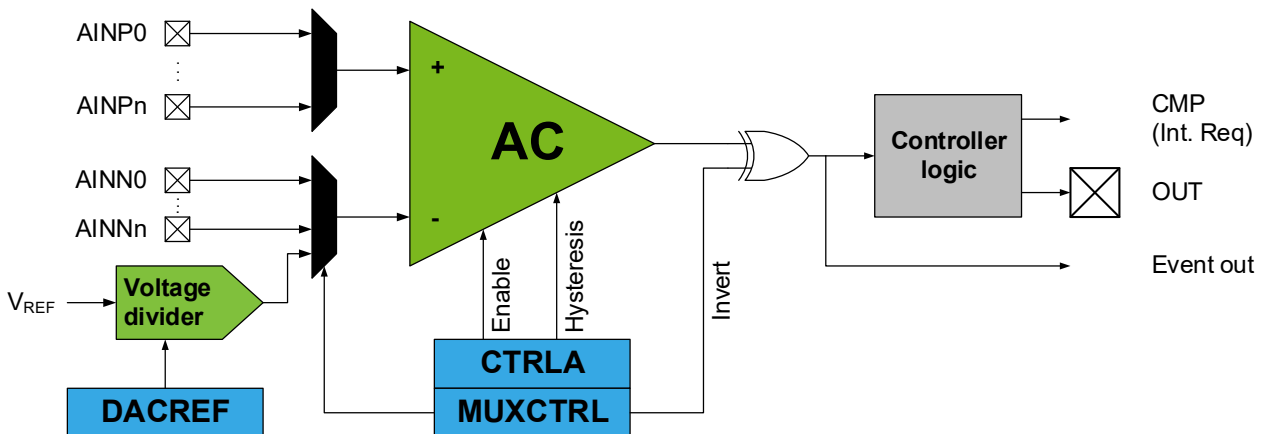 AINP0
AINPn
AINN0
AINNn
VREF
Voltage
divider
DACREF
+
AC
-
Enable
Hysteresis
Invert
CTRLA
MUXCTRL
Controller
logic
CMP
(Int. Req)
OUT
Event out